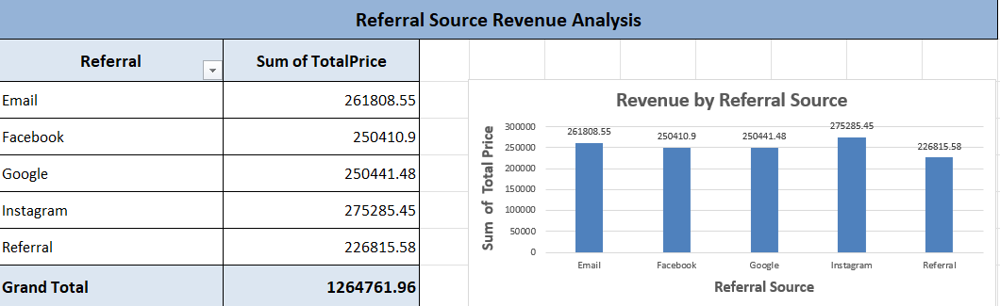 Referral Source Revenue Analysis
Referral Sum of TotalPrice
Email 261808.55
Facebook 250410.9
Google 250441.48
Instagram 275285.45
Referral 226815.58
Grand Total 1264761.96
Revenue by Referral Source
Sum of Total Price
300000
250000
200000
150000
100000
50000
0
261808.55
250410.9
250441.48
275285.45
226815.58
Email Facebook Google Instagram Referral
Referral Source